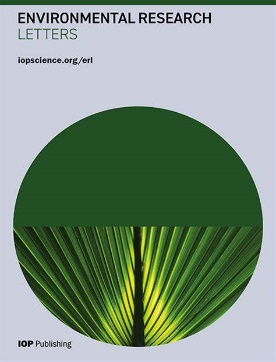 ENVIRONMENTAL RESEARCH
LETTERS
iopscience.org/erl
IOP Publishing